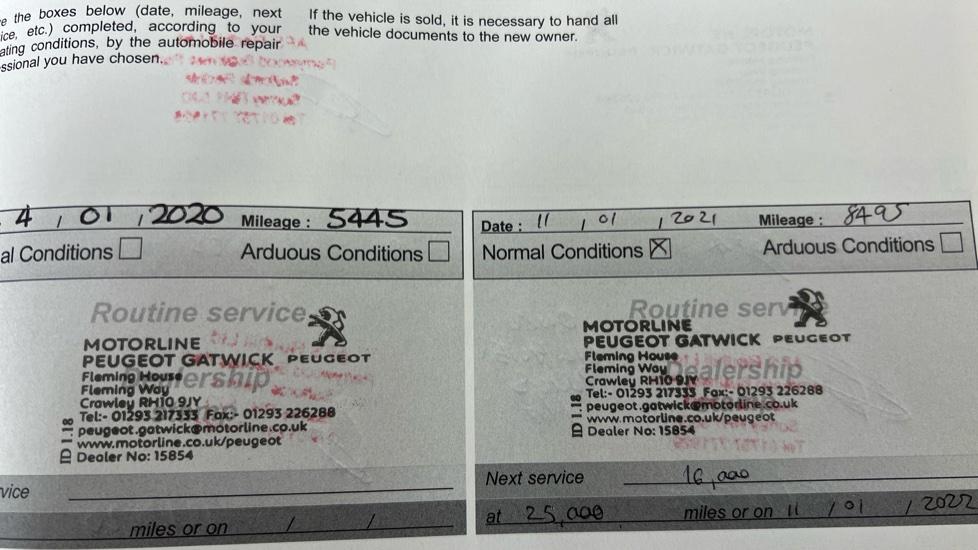 e the boxes below (date, mileage, next
ice, etc.) completed, according to your
ating conditions, by the automobile repair
ssional you have chosen.
If the vehicle is sold, it is necessary to hand all
the vehicle documents to the new owner.
4 / 01 / 2020 Mileage : 5445
al Conditions Arduous Conditions
Routine service
MOTORLINE
PEUGEOT GATWICK PEUGEOT
Fleming House
Fleming Way
Crawley RH10 9JY
Tel:- 01293 217333 Fax:- 01293 226288
peugeot.gatwick@motorline.co.uk
www.motorline.co.uk/peugeot
Dealer No: 15854
ID 1.18
vice
miles or on / /
Date : 11 / 01 / 2021 Mileage : 8495
Normal Conditions Arduous Conditions
Routine serv
MOTORLINE
PEUGEOT GATWICK PEUGEOT
Fleming House
Fleming Way Dealership
Crawley RH10 9JY
Tel:- 01293 217333 Fax:- 01293 226288
peugeot.gatwick@motorline.co.uk
www.motorline.co.uk/peugeot
Dealer No: 15854
ID 1.18
Next service 16,000
at 25,000 miles or on 11 / 01 / 2022